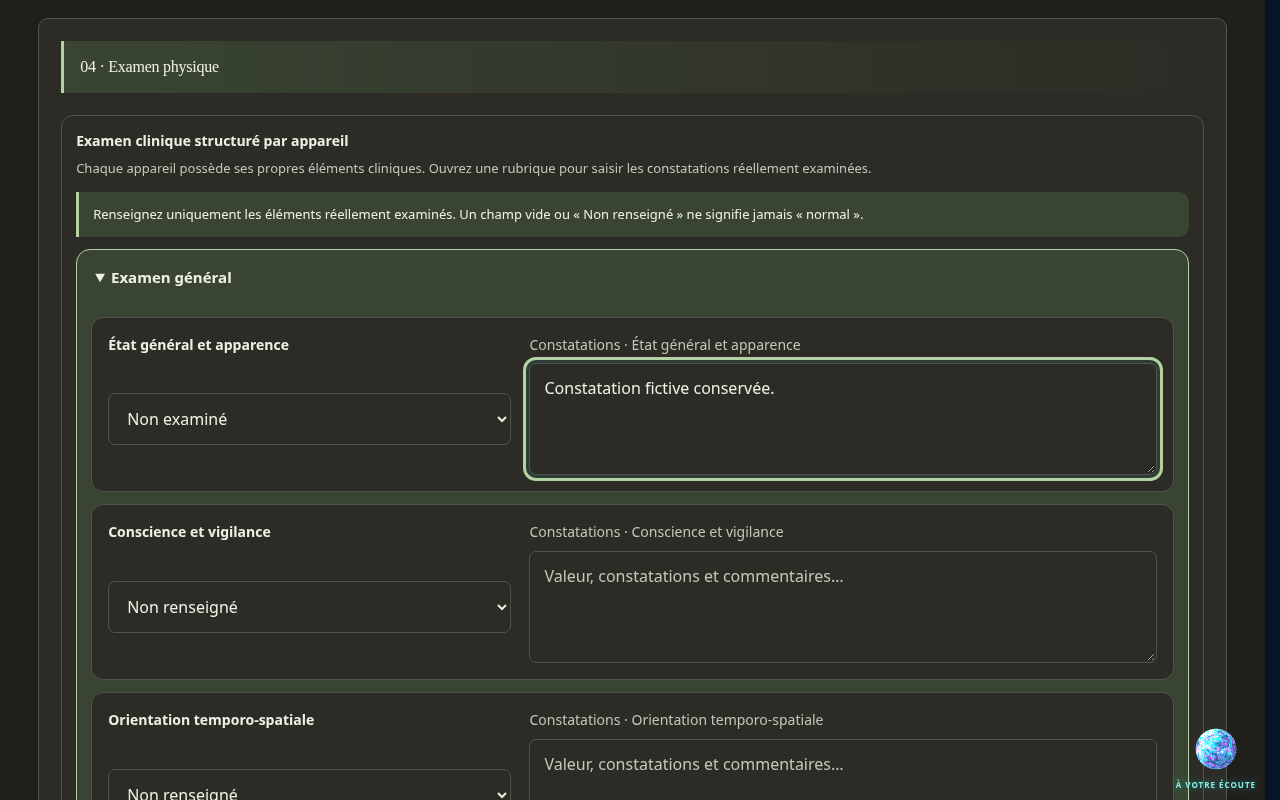 04 · Examen physique
Examen clinique structuré par appareil
Chaque appareil possède ses propres éléments cliniques. Ouvrez une rubrique pour saisir les constatations réellement examinées.
Renseignez uniquement les éléments réellement examinés. Un champ vide ou « Non renseigné » ne signifie jamais « normal ».
▼ Examen général
État général et apparence
Constatations · État général et apparence
Non examiné
Constatation fictive conservée.
Conscience et vigilance
Constatations · Conscience et vigilance
Non renseigné
Valeur, constatations et commentaires...
Orientation temporo-spatiale
Constatations · Orientation temporo-spatiale
Non renseigné
Valeur, constatations et commentaires...
À VOTRE ÉCOUTE